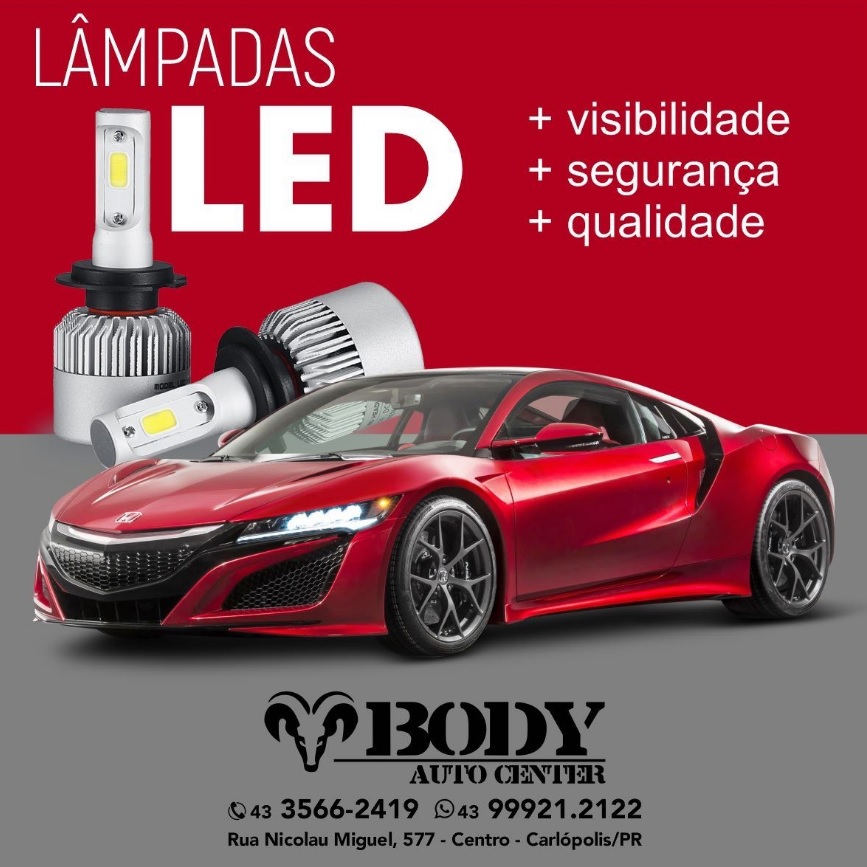 LÂMPADAS
LED
+ visibilidade
+ segurança
+ qualidade
BODY
AUTO CENTER
43 3566-2419 43 99921.2122
Rua Nicolau Miguel, 577 - Centro - Carlópolis/PR